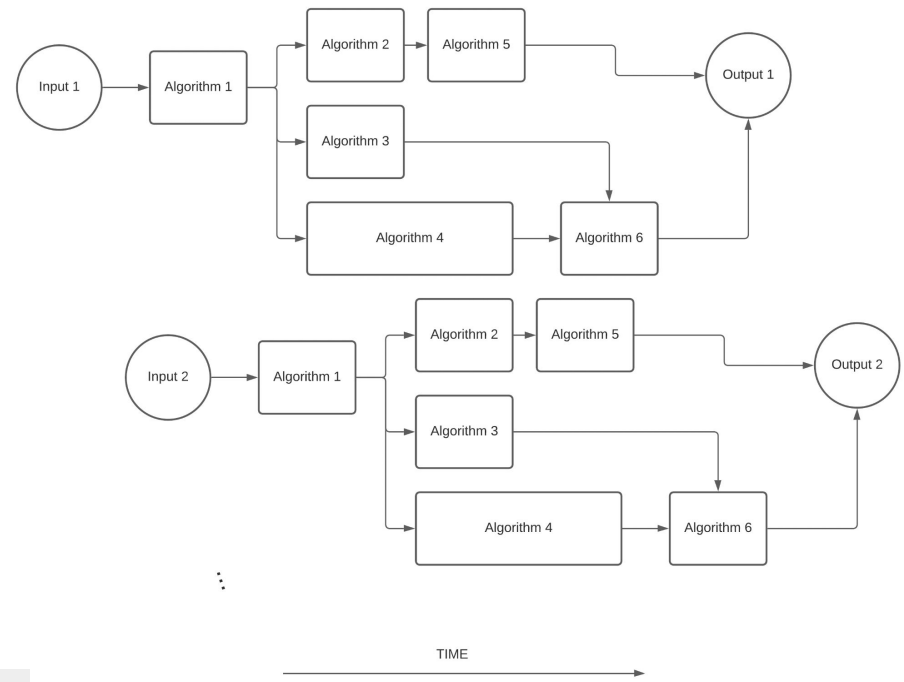 Algorithm 2
Algorithm 5
Input 1
Algorithm 1
Output 1
Algorithm 3
Algorithm 4
Algorithm 6
Algorithm 2
Algorithm 5
Input 2
Algorithm 1
Output 2
Algorithm 3
Algorithm 4
Algorithm 6
TIME